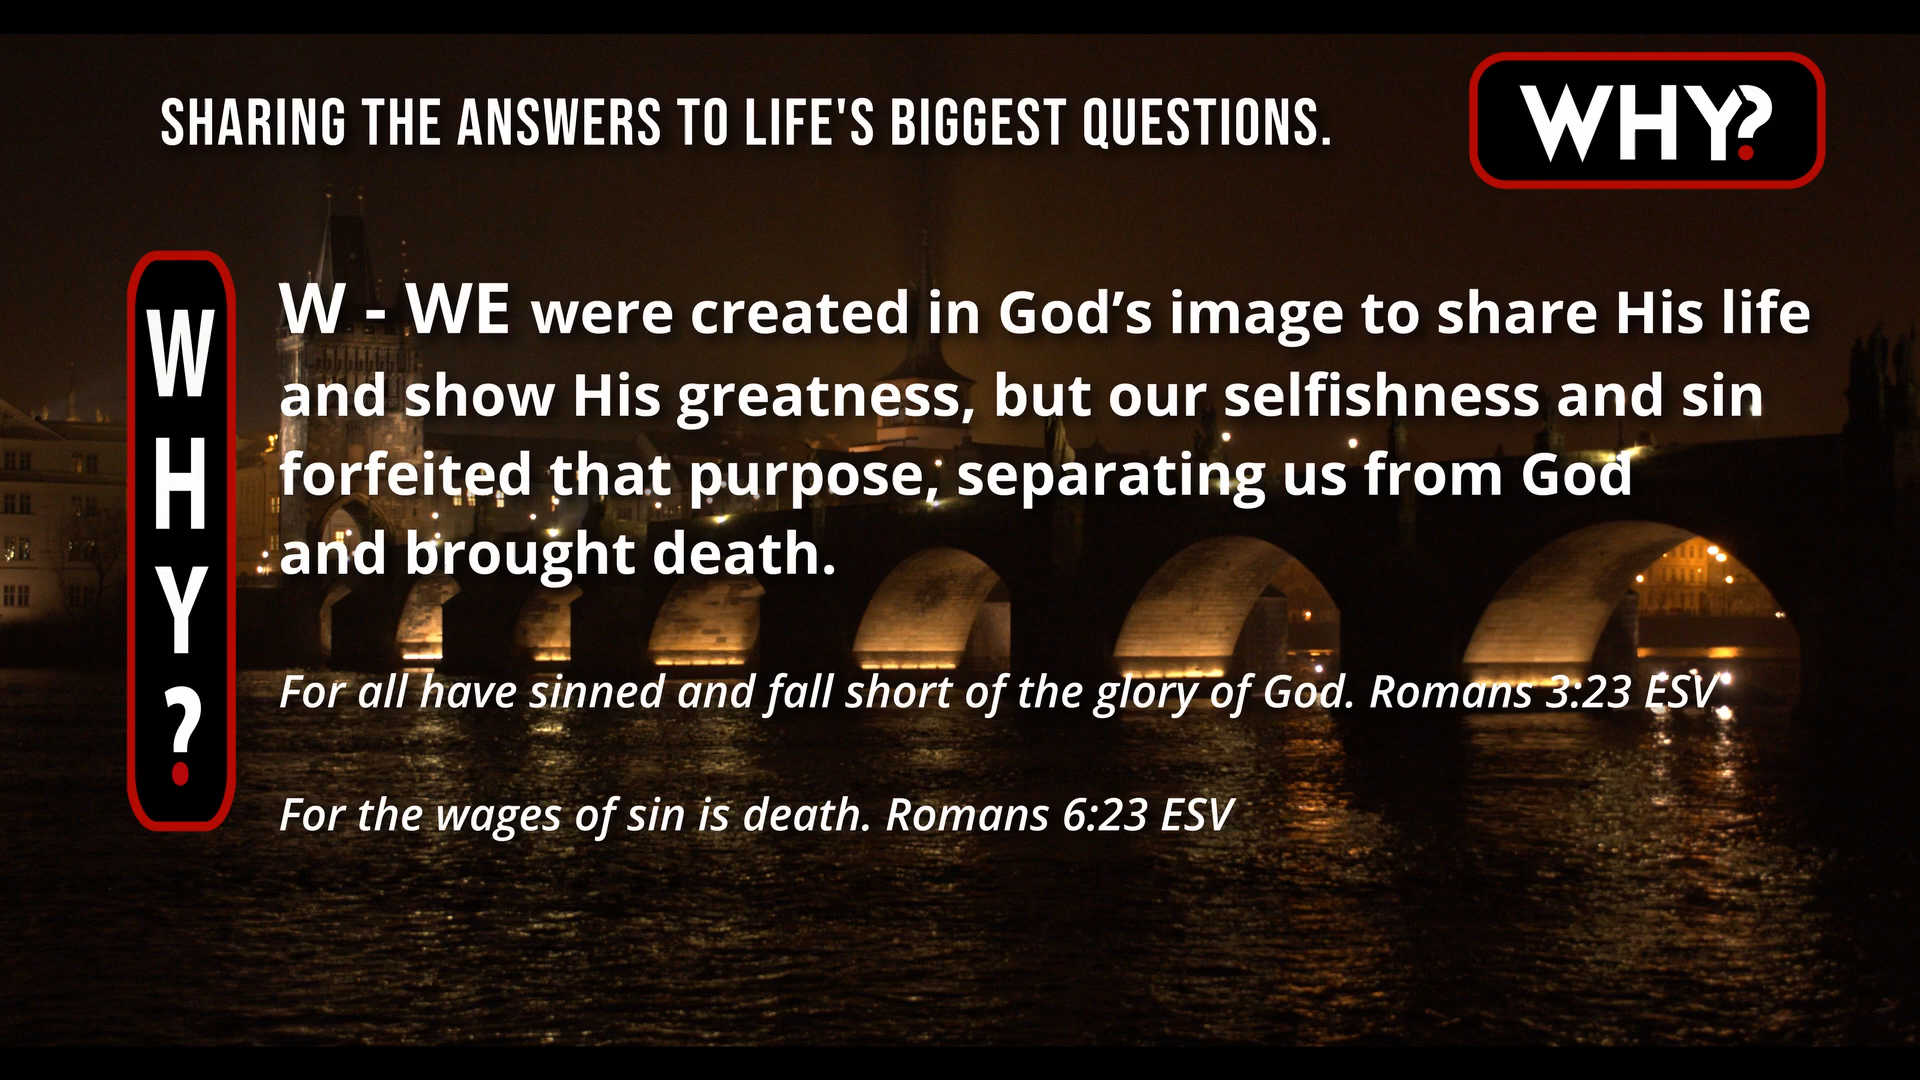 SHARING THE ANSWERS TO LIFE'S BIGGEST QUESTIONS.
WHY?
W
H
Y
?
W - WE were created in God’s image to share His life
and show His greatness, but our selfishness and sin
forfeited that purpose, separating us from God
and brought death.
For all have sinned and fall short of the glory of God. Romans 3:23 ESV
For the wages of sin is death. Romans 6:23 ESV